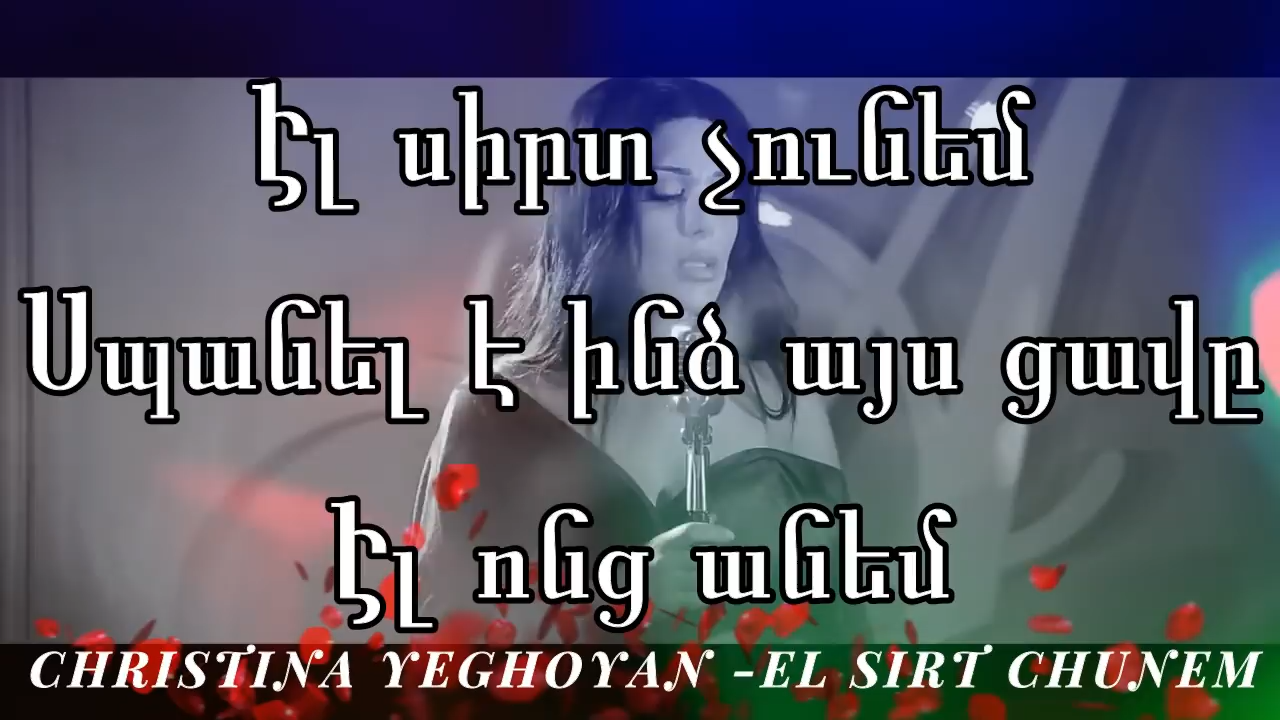 Էլ սիրտ չունեմ
Սպանել է ինձ այս ցավը
Էլ ոնց անեմ
CHRISTINA YEGHOYAN -EL SIRT CHUNEM